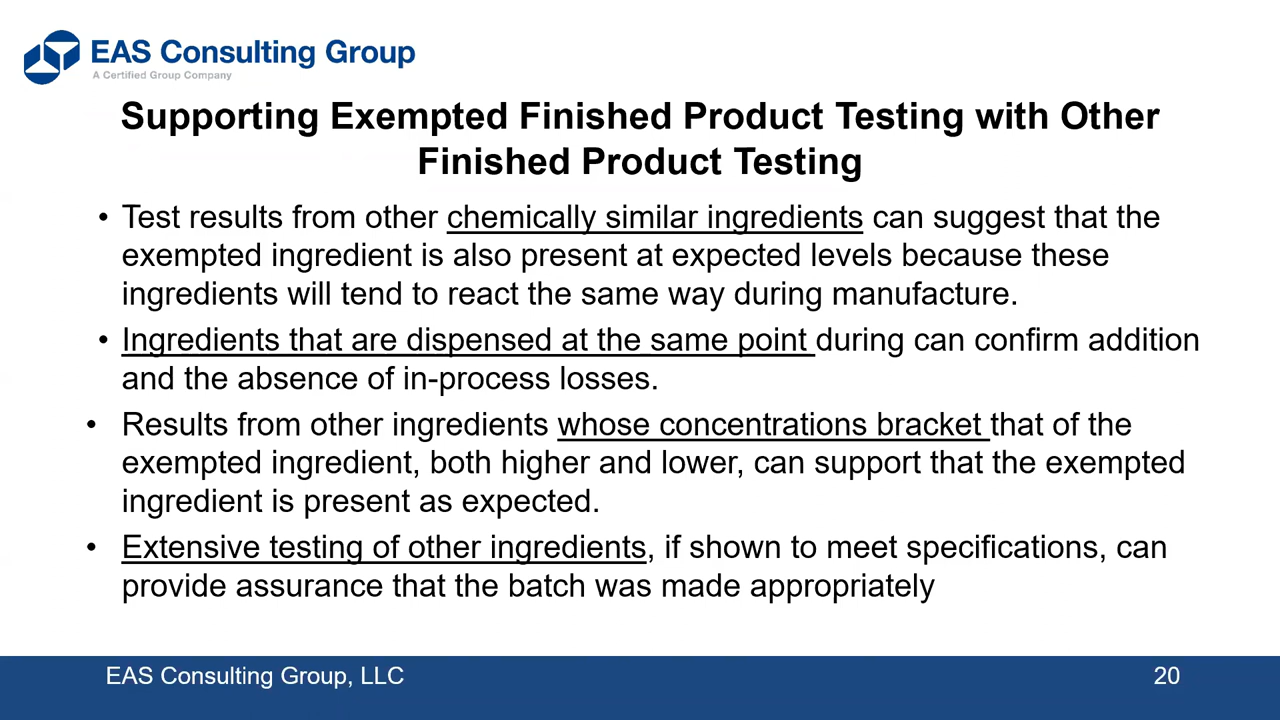 EAS Consulting Group
A Certified Group Company
Supporting Exempted Finished Product Testing with Other
Finished Product Testing
• Test results from other chemically similar ingredients can suggest that the
exempted ingredient is also present at expected levels because these
ingredients will tend to react the same way during manufacture.
• Ingredients that are dispensed at the same point during can confirm addition
and the absence of in-process losses.
• Results from other ingredients whose concentrations bracket that of the
exempted ingredient, both higher and lower, can support that the exempted
ingredient is present as expected.
• Extensive testing of other ingredients, if shown to meet specifications, can
provide assurance that the batch was made appropriately
EAS Consulting Group, LLC
20